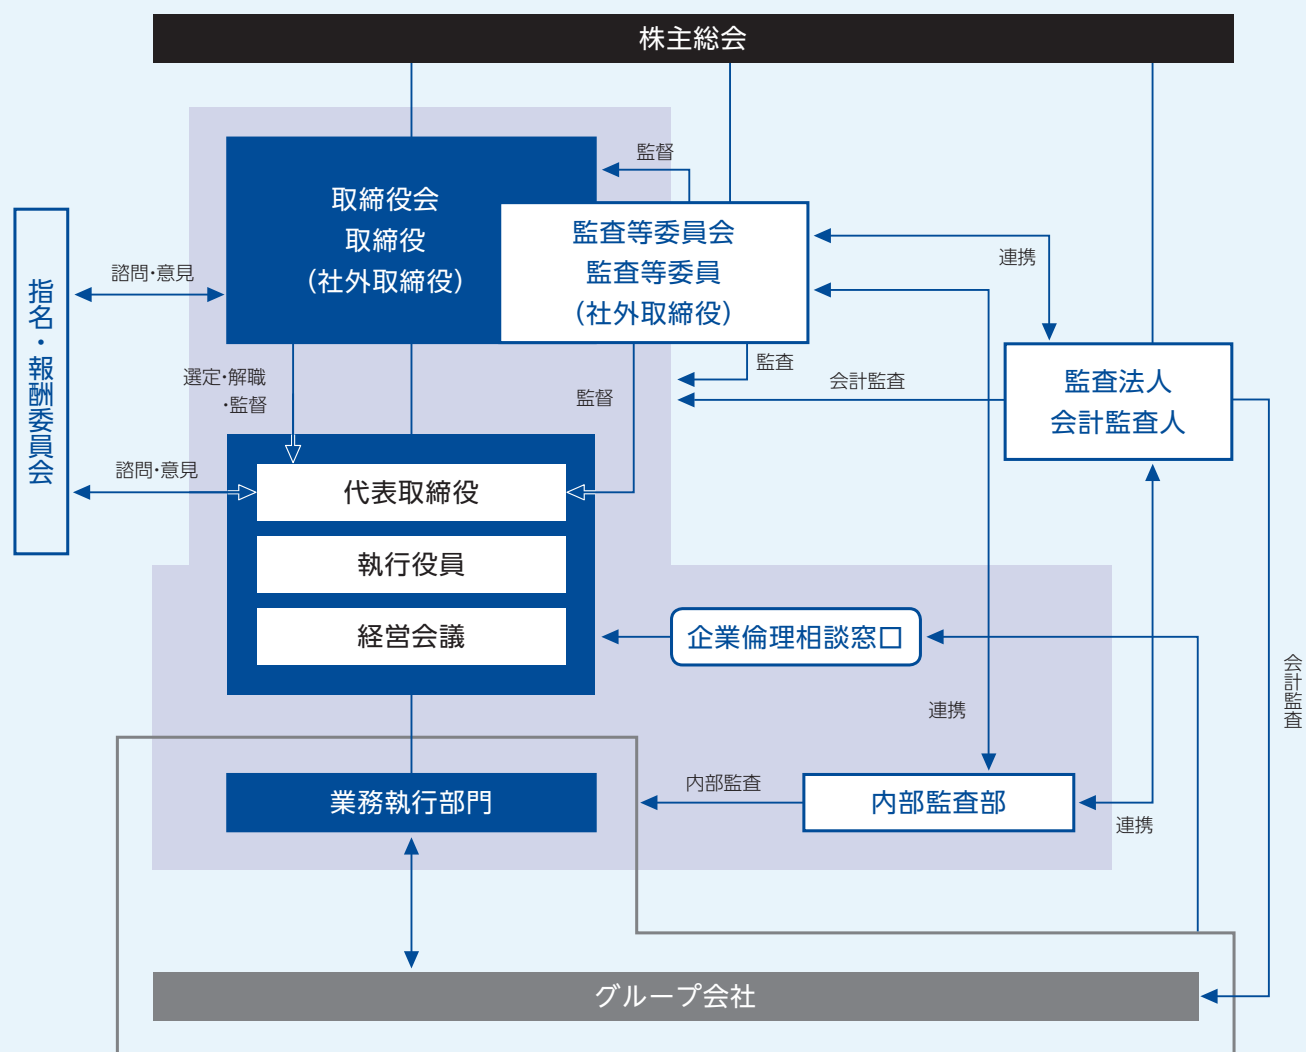 株主総会
監督
取締役会
取締役
（社外取締役）
監査等委員会
監査等委員
（社外取締役）
連携
諮問・意見
指名・報酬委員会
選定・解職
・監督
監督
監査
会計監査
監査法人
会計監査人
諮問・意見
代表取締役
執行役員
経営会議
企業倫理相談窓口
連携
会計監査
業務執行部門
内部監査
内部監査部
連携
グループ会社